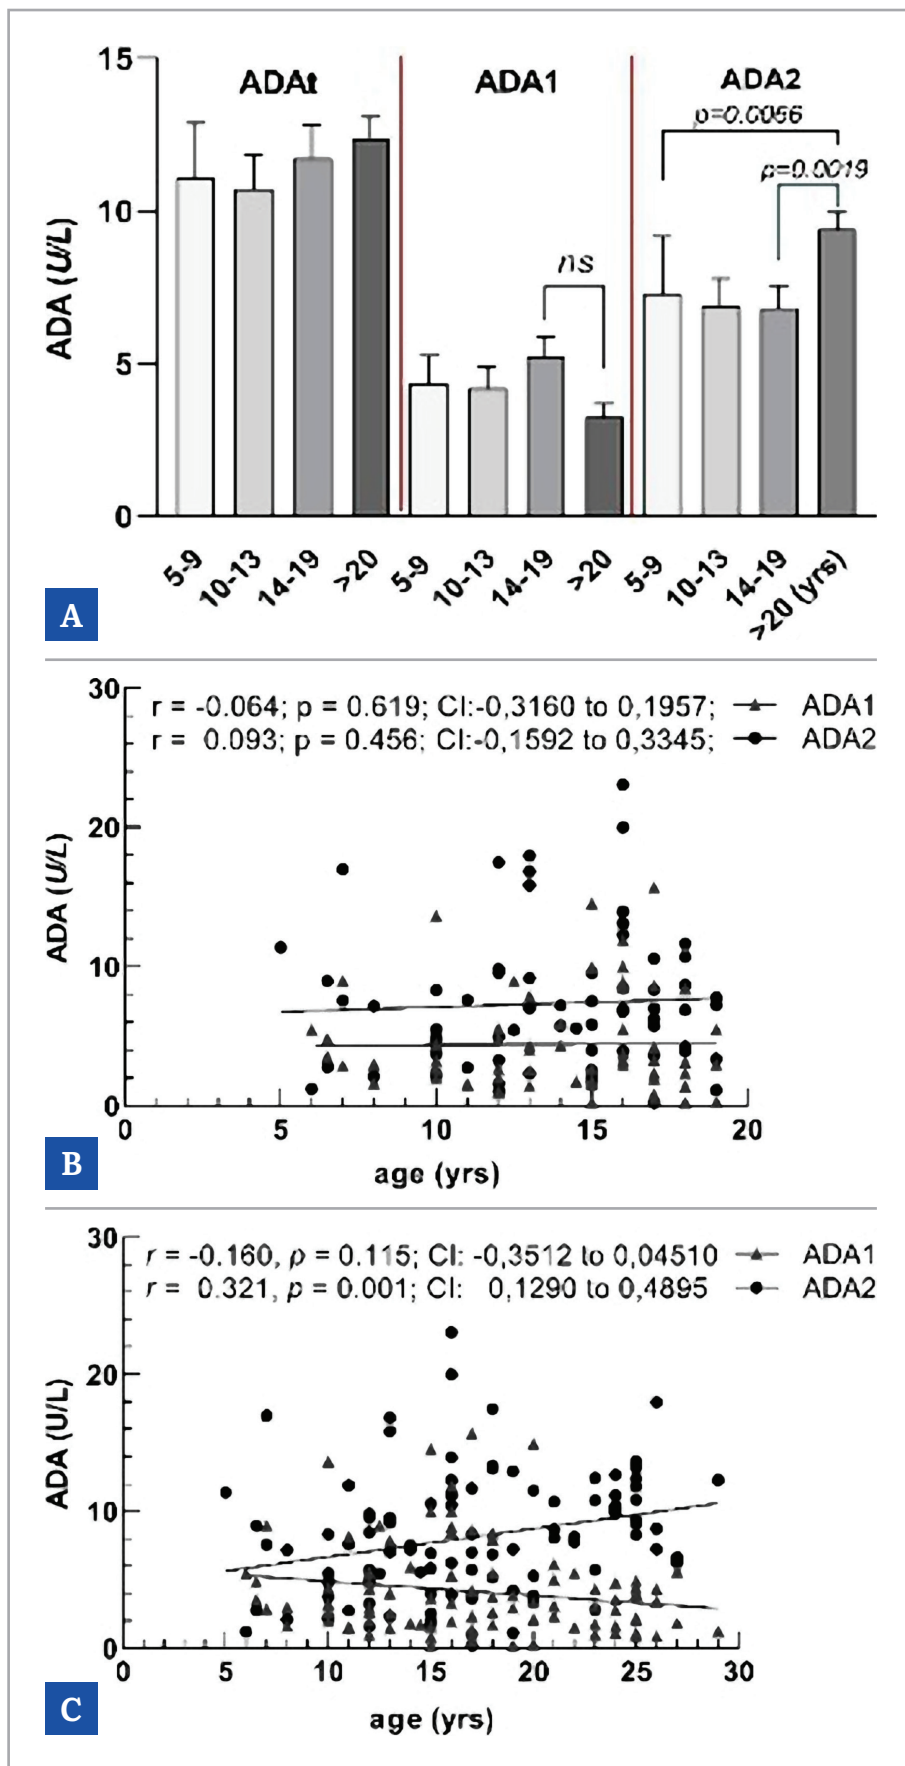 15
10
5
0
ADA (U/L)
ADAt
ADA1
ADA2
p=0.0066
p=0.0019
ns
5-9
10-13
14-19
>20
5-9
10-13
14-19
>20
5-9
10-13
14-19
>20 (yrs)
A
30
20
10
0
ADA (U/L)
r = -0.064; p = 0.619; CI:-0,3160 to 0,1957; ADA1
r = 0.093; p = 0.456; CI:-0,1592 to 0,3345; ADA2
0 5 10 15 20
age (yrs)
B
30
20
10
0
ADA (U/L)
r = -0.160, p = 0.115; CI: -0,3512 to 0,04510 ADA1
r = 0.321, p = 0.001; CI: 0,1290 to 0,4895 ADA2
0 5 10 15 20 25 30
age (yrs)
C